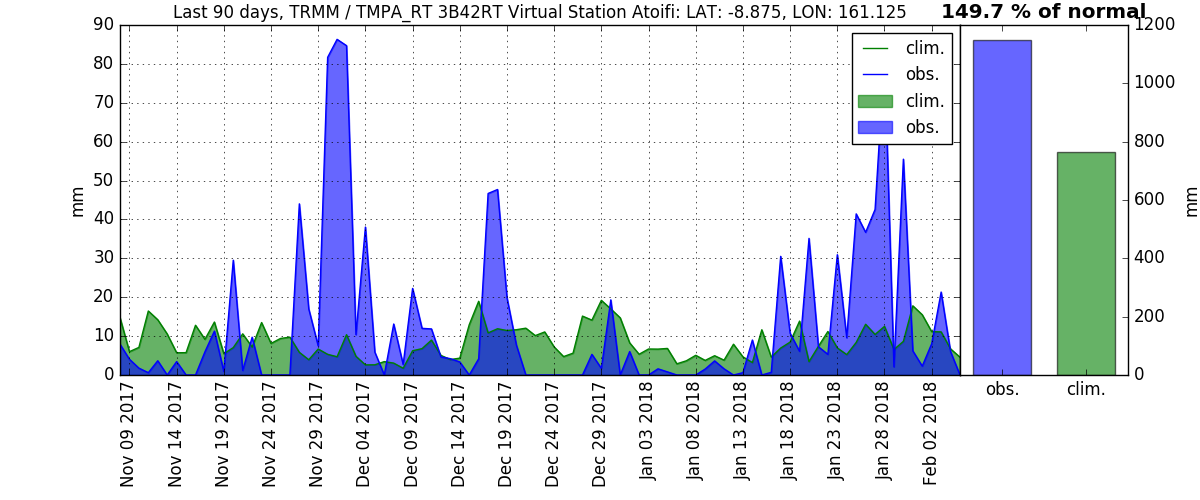 Last 90 days, TRMM / TMPA_RT 3B42RT Virtual Station Atoifi: LAT: -8.875, LON: 161.125
149.7 % of normal
mm
90
80
70
60
50
40
30
20
10
0
clim.
obs.
clim.
obs.
Nov 09 2017
Nov 14 2017
Nov 19 2017
Nov 24 2017
Nov 29 2017
Dec 04 2017
Dec 09 2017
Dec 14 2017
Dec 19 2017
Dec 24 2017
Dec 29 2017
Jan 03 2018
Jan 08 2018
Jan 13 2018
Jan 18 2018
Jan 23 2018
Jan 28 2018
Feb 02 2018
1200
1000
800
600
400
200
0
mm
obs.
clim.